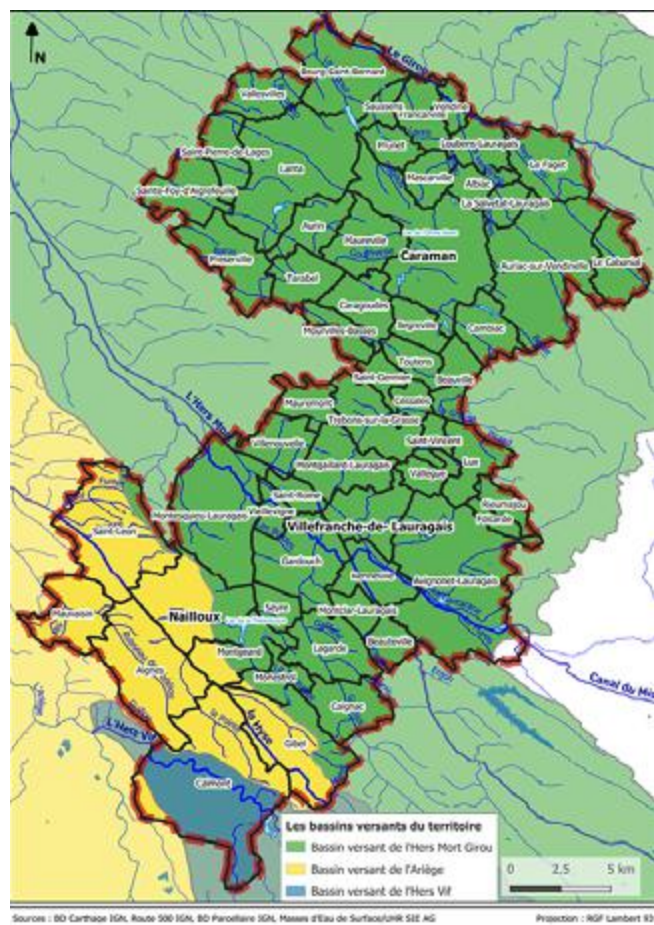 N
Le Girou
Bourg-Saint-Bernard
Vallesvilles
Saussens
Vendine
Francarville
Prunet
Loubens-Lauragais
Saint-Pierre-de-Lages
Lanta
Le Faget
Mascarville
Albiac
Sainte-Foy-d'Aigrefeuille
La Salvetat-Lauragais
Aurin
Maureville
Caraman
Préserville
Auriac-sur-Vendinelle
Le Cabanial
Tarabel
Caragoudes
Mourvilles-Basses
Segreville
Cambiac
Toutens
Saint-Germier
Beauville
Maurémont
Cessales
L'Hers Mort
Trébons-sur-la-Grasse
Villenouvelle
Saint-Vincent
Montgaillard-Lauragais
Vallègue
Lux
Saint-Rome
Rieumajou
Montesquieu-Lauragais
Vieillevigne
Folcarde
Villefranche-de- Lauragais
Saint-Léon
Gardouch
Renneville
Avignonet-Lauragais
Mauvaisin
Nailloux
Seyre
Montclar-Lauragais
Montgeard
Lagarde
Beauteville
Aignes
Monestrol
Canal du Mi
Caignac
La Hyse
L'Hers Vif
Gibel
Calmont
Les bassins versants du territoire
Bassin versant de l'Hers Mort Girou
Bassin versant de l'Ariège
Bassin versant de l'Hers Vif
0 2,5 5 km
Sources : BD Carthage IGN, Route 500 IGN, BD Parcellaire IGN, Masses d'Eau de Surface/UHR SIE AG
Projection : RGF Lambert 93